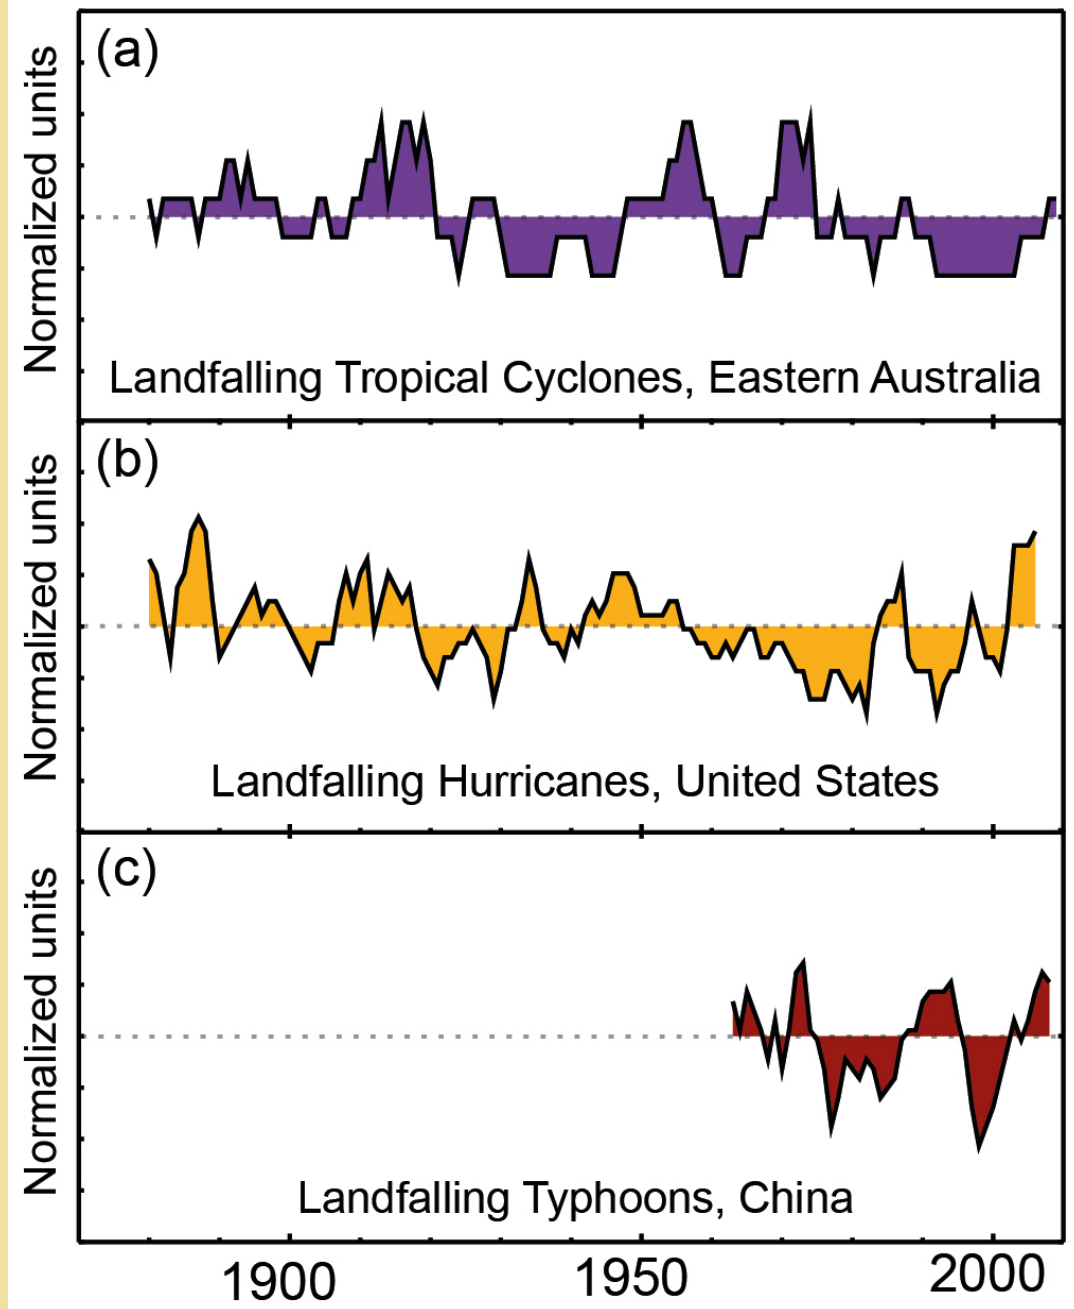 (a)
Normalized units
Landfalling Tropical Cyclones, Eastern Australia
(b)
Normalized units
Landfalling Hurricanes, United States
(c)
Normalized units
Landfalling Typhoons, China
1900 1950 2000